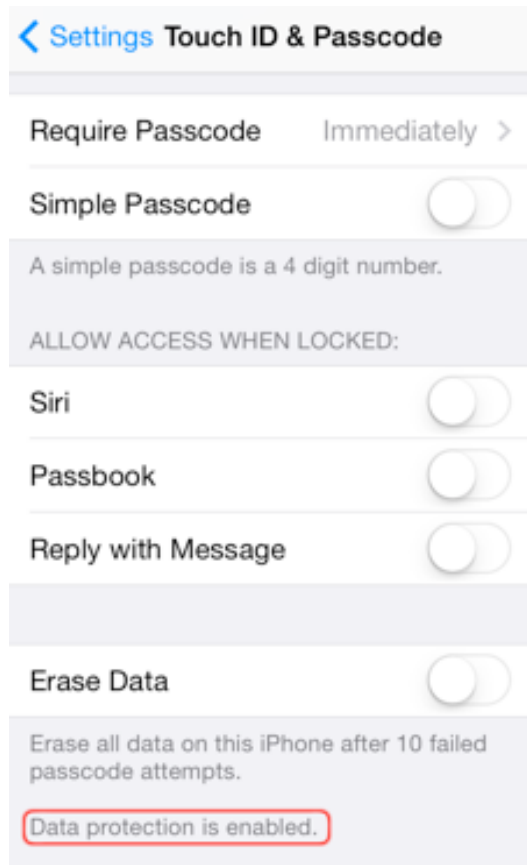 Settings Touch ID & Passcode
Require Passcode Immediately
Simple Passcode
A simple passcode is a 4 digit number.
ALLOW ACCESS WHEN LOCKED:
Siri
Passbook
Reply with Message
Erase Data
Erase all data on this iPhone after 10 failed
passcode attempts.
Data protection is enabled.